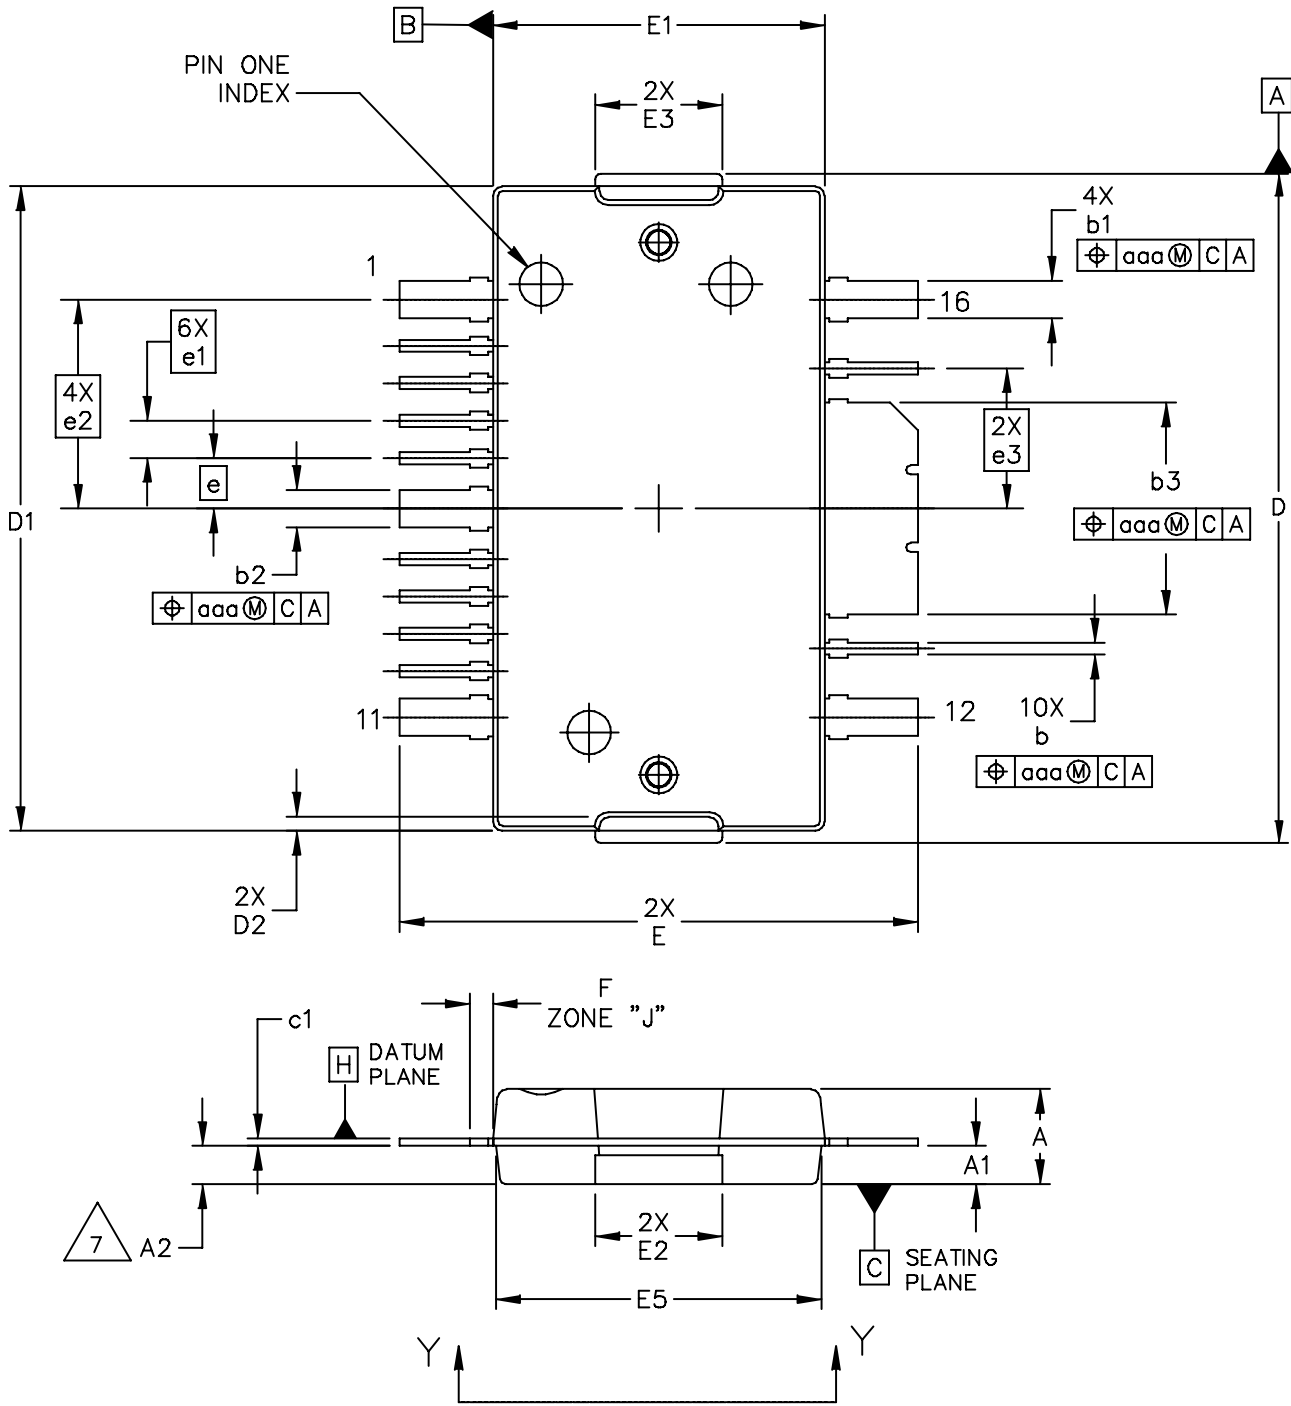 B
E1
PIN ONE
INDEX
2X
E3
A
4X
b1
⌖ aaa Ⓜ C A
1
16
6X
e1
4X
e2
2X
e3
e
b3
D1
D
⌖ aaa Ⓜ C A
b2
⌖ aaa Ⓜ C A
11
12
10X
b
⌖ aaa Ⓜ C A
2X
D2
2X
E
F
ZONE "J"
c1
H
DATUM
PLANE
A
A1
7
A2
2X
E2
C
SEATING
PLANE
E5
Y
Y